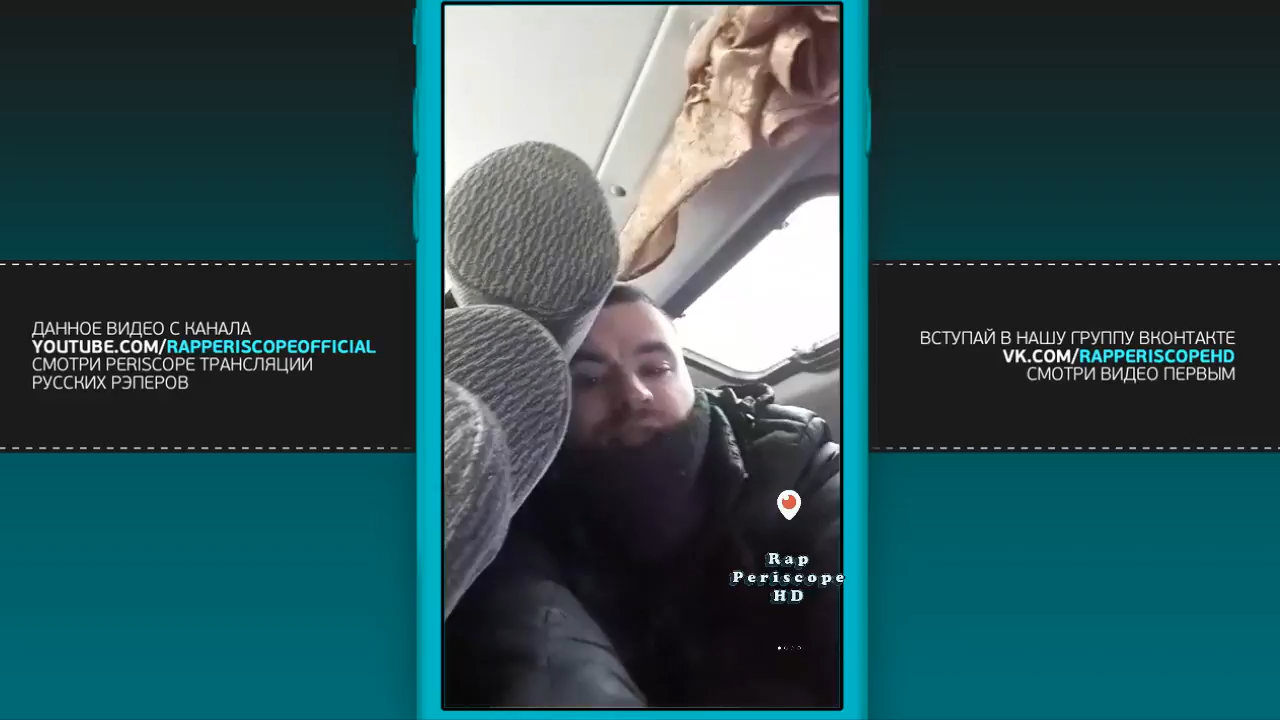 ДАННОЕ ВИДЕО С КАНАЛА
YOUTUBE.COM/RAPPERISCOPEOFFICIAL
СМОТРИ PERISCOPE ТРАНСЛЯЦИИ
РУССКИХ РЭПЕРОВ
ВСТУПАЙ В НАШУ ГРУППУ ВКОНТАКТЕ
VK.COM/RAPPERISCOPEHD
СМОТРИ ВИДЕО ПЕРВЫМ
Rap
Periscope
HD